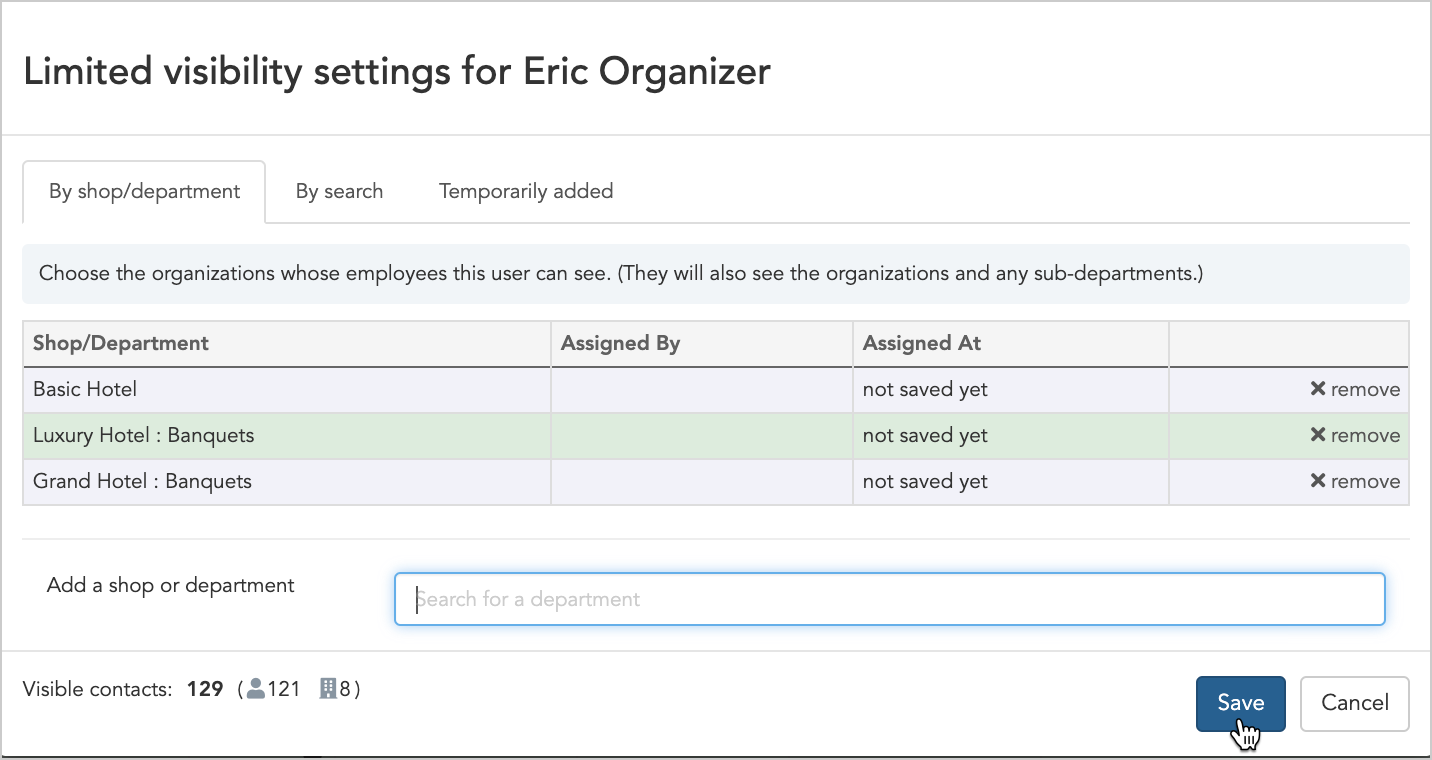 Limited visibility settings for Eric Organizer
By shop/department By search Temporarily added
Choose the organizations whose employees this user can see. (They will also see the organizations and any sub-departments.)
Shop/Department Assigned By Assigned At
Basic Hotel not saved yet remove
Luxury Hotel : Banquets not saved yet remove
Grand Hotel : Banquets not saved yet remove
Add a shop or department Search for a department
Visible contacts: 129 ( 121 8 )
Save Cancel